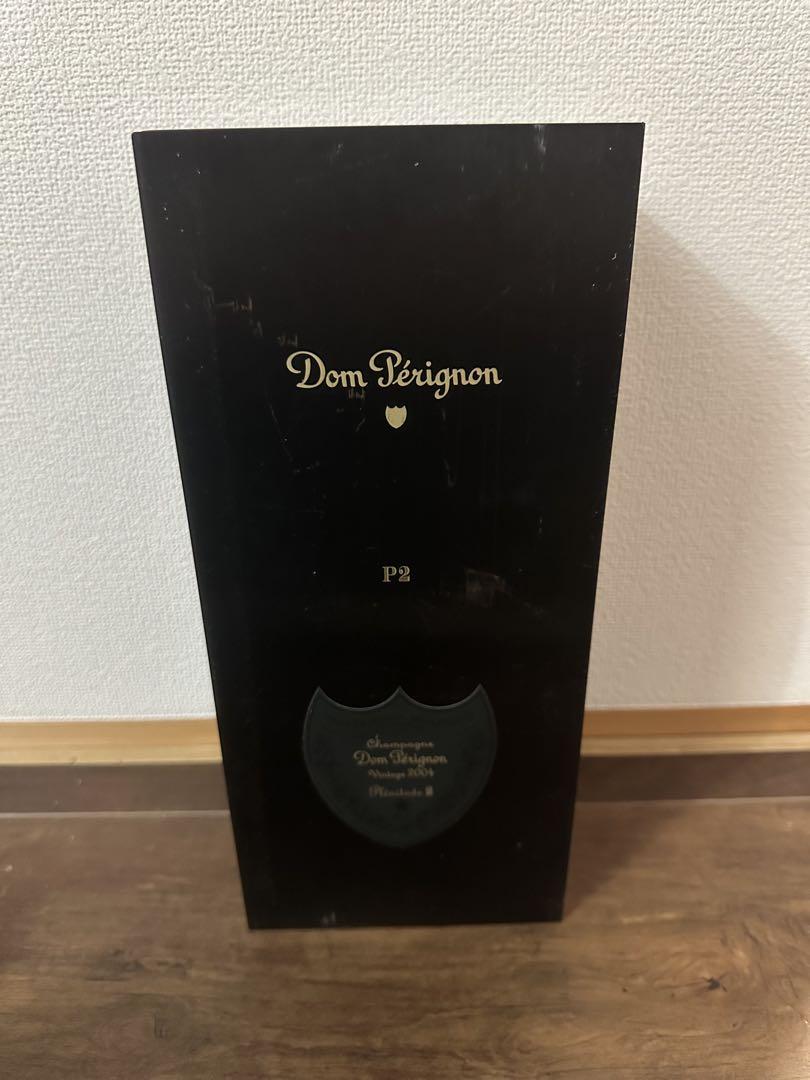 Dom Pérignon
P2
Champagne
Dom Pérignon
Vintage 2004
Plénitude 2